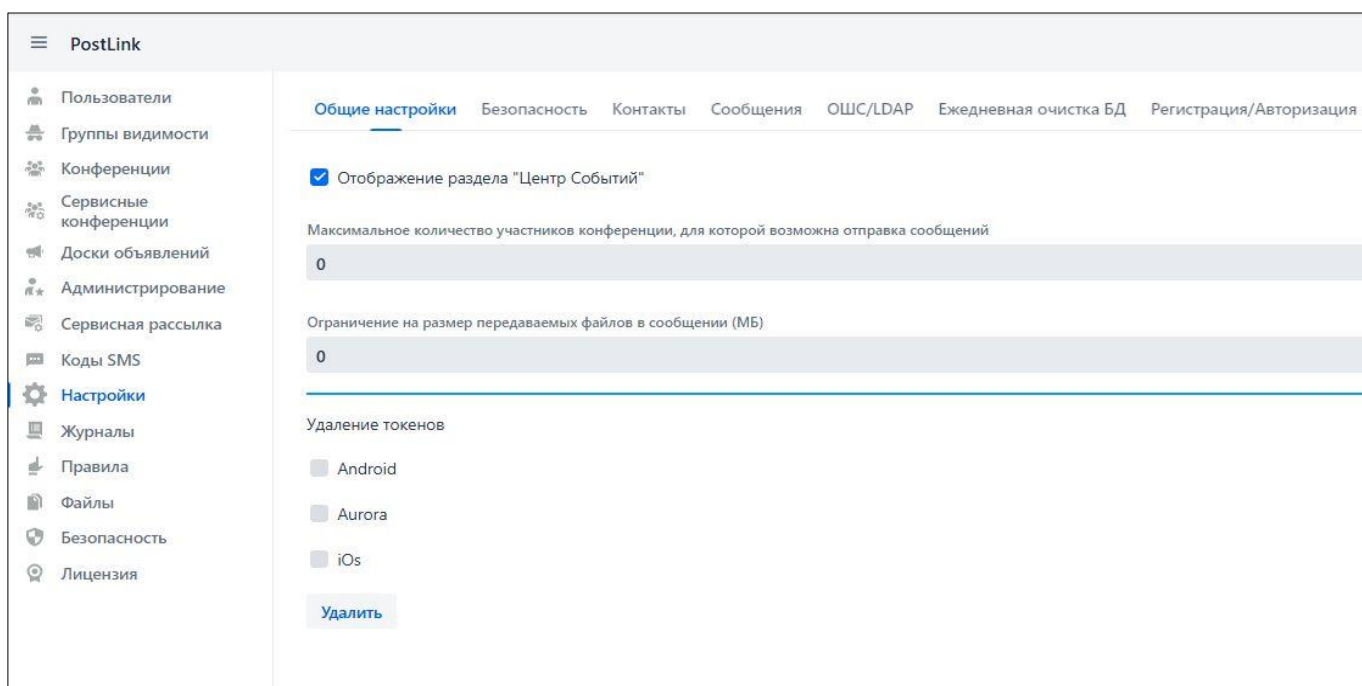 PostLink
Пользователи
Группы видимости
Конференции
Сервисные
конференции
Доски объявлений
Администрирование
Сервисная рассылка
Коды SMS
Настройки
Журналы
Правила
Файлы
Безопасность
Лицензия
Общие настройки Безопасность Контакты Сообщения ОШС/LDAP Ежедневная очистка БД Регистрация/Авторизация
Отображение раздела "Центр Событий"
Максимальное количество участников конференции, для которой возможна отправка сообщений
0
Ограничение на размер передаваемых файлов в сообщении (МБ)
0
Удаление токенов
Android
Aurora
iOs
Удалить